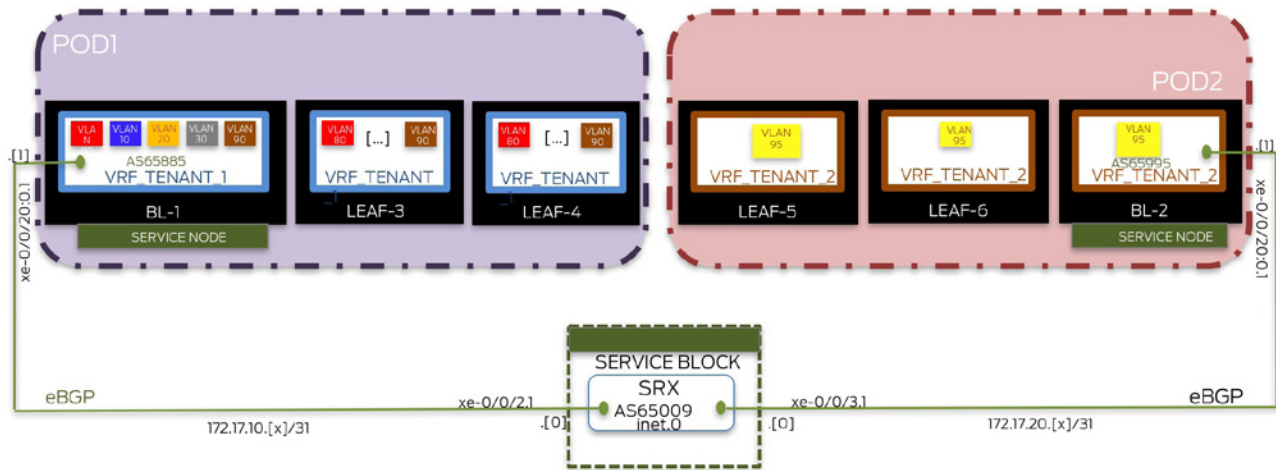 POD1
POD2
VLA
N
VLAN
10
VLAN
20
VLAN
30
VLAN
90
AS65885
VRF_TENANT_1
BL-1
SERVICE NODE
VLAN
80
[...]
VLAN
90
VRF_TENANT
_1
LEAF-3
VLAN
80
[...]
VLAN
90
VRF_TENANT
_1
LEAF-4
VLAN
95
VRF_TENANT_2
LEAF-5
VLAN
95
VRF_TENANT_2
LEAF-6
VLAN
95
AS65995
VRF_TENANT_2
BL-2
SERVICE NODE
.[1]
xe-0/0/20:0.1
.[1]
xe-0/0/20:0.1
SERVICE BLOCK
SRX
AS65009
inet.0
eBGP
xe-0/0/2.1
.[0]
172.17.10.[x]/31
xe-0/0/3.1
eBGP
.[0]
172.17.20.[x]/31